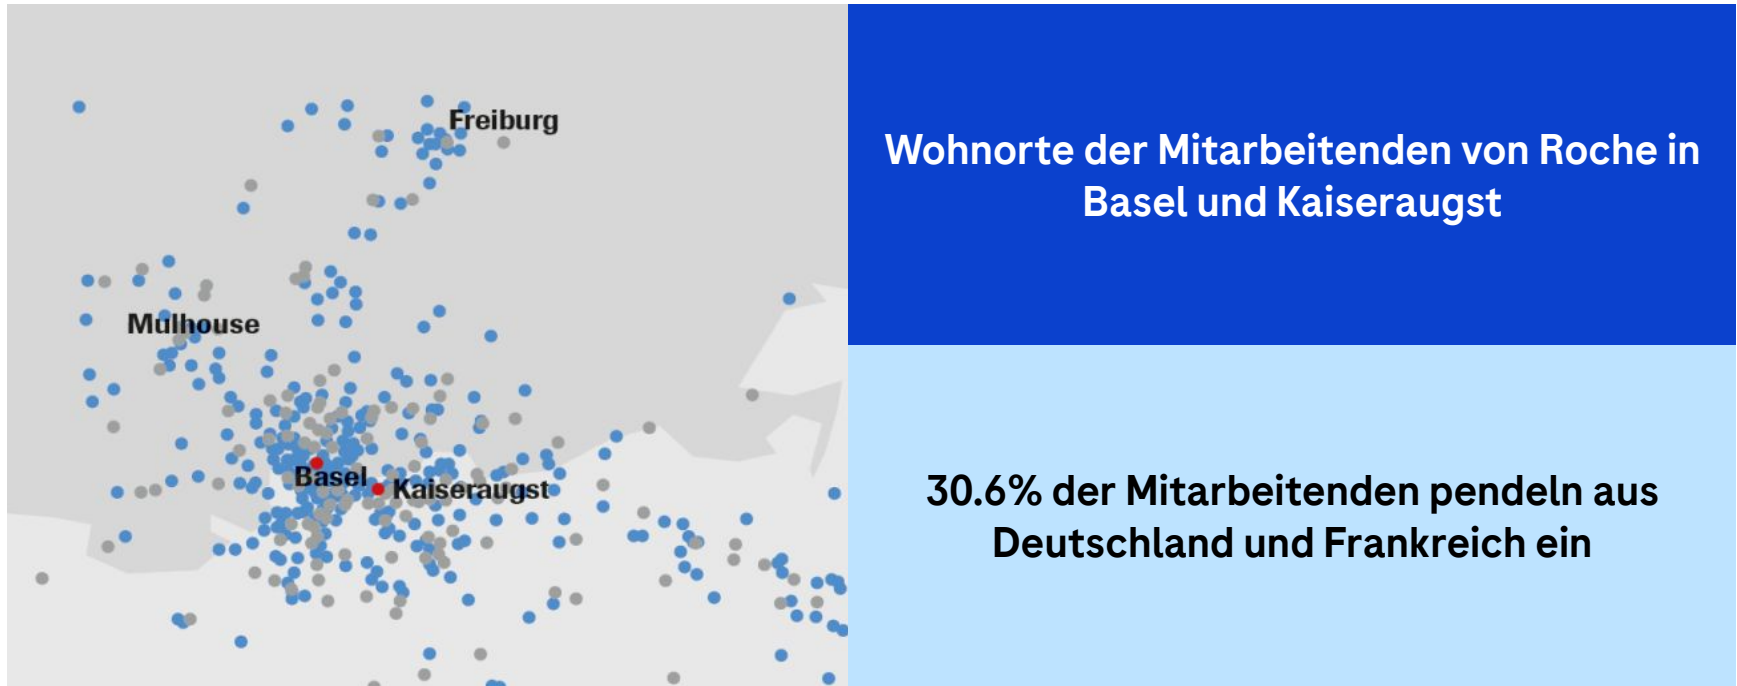 Freiburg
Mulhouse
Basel
Kaiseraugst
Wohnorte der Mitarbeitenden von Roche in
Basel und Kaiseraugst
30.6% der Mitarbeitenden pendeln aus
Deutschland und Frankreich ein